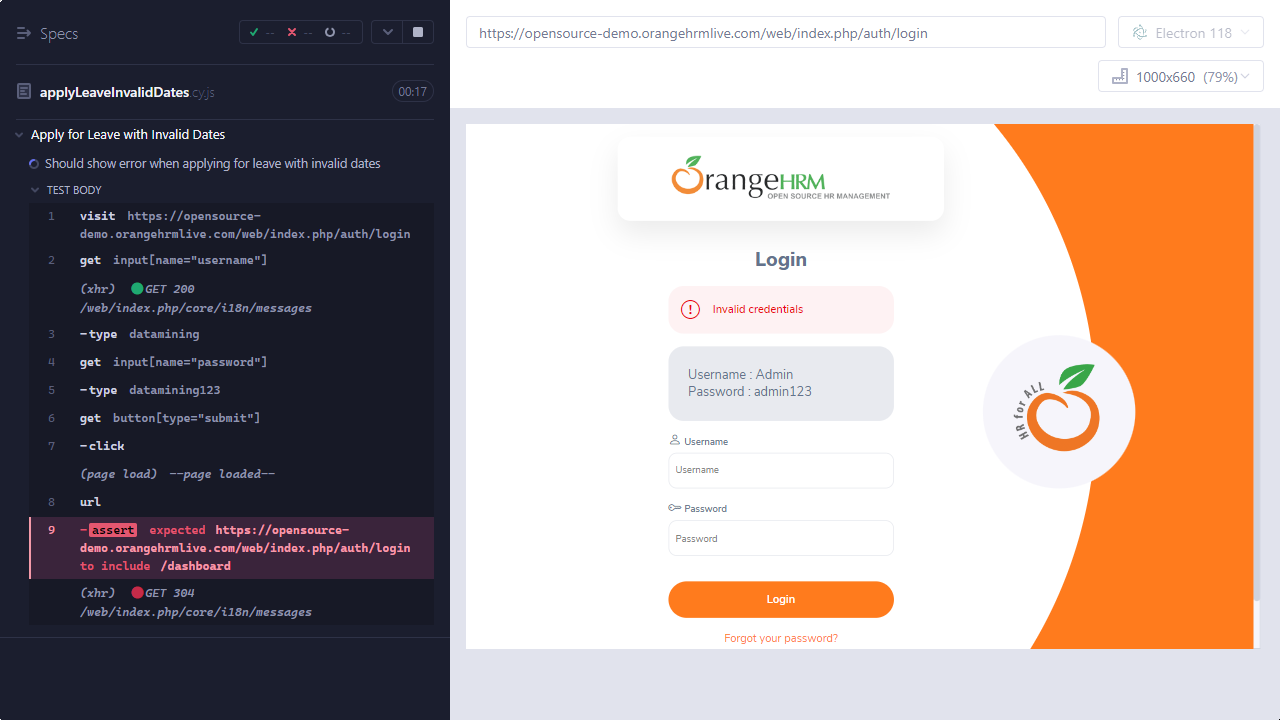 Specs
-- -- --
applyLeaveInvalidDates.cy.js 00:17
Apply for Leave with Invalid Dates
Should show error when applying for leave with invalid dates
TEST BODY
1 visit https://opensource-
demo.orangehrmlive.com/web/index.php/auth/login
2 get input[name="username"]
(xhr) GET 200
/web/index.php/core/i18n/messages
3 -type datamining
4 get input[name="password"]
5 -type datamining123
6 get button[type="submit"]
7 -click
(page load) --page loaded--
8 url
9 -assert expected https://opensource-
demo.orangehrmlive.com/web/index.php/auth/login
to include /dashboard
(xhr) GET 304
/web/index.php/core/i18n/messages
https://opensource-demo.orangehrmlive.com/web/index.php/auth/login
Electron 118
1000x660 (79%)
OrangeHRM
OPEN SOURCE HR MANAGEMENT
Login
Invalid credentials
Username : Admin
Password : admin123
Username
Username
Password
Password
Login
Forgot your password?
HR for ALL